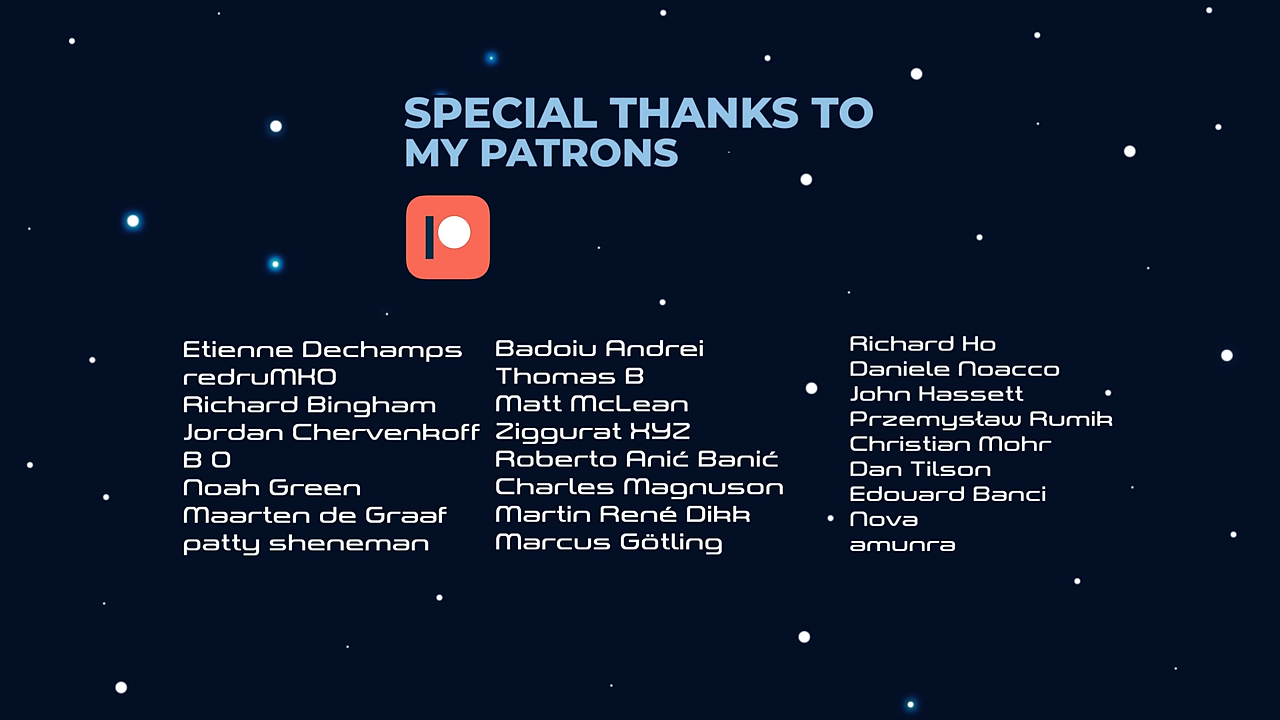 SPECIAL THANKS TO
MY PATRONS
Etienne Dechamps
redruMKO
Richard Bingham
Jordan Chervenkoff
B O
Noah Green
Maarten de Graaf
patty sheneman
Badoiu Andrei
Thomas B
Matt McLean
Ziggurat XYZ
Roberto Anić Banić
Charles Magnuson
Martin René Dikk
Marcus Götling
Richard Ho
Daniele Noacco
John Hassett
Przemysław Rumik
Christian Mohr
Dan Tilson
Edouard Banci
Nova
amunra